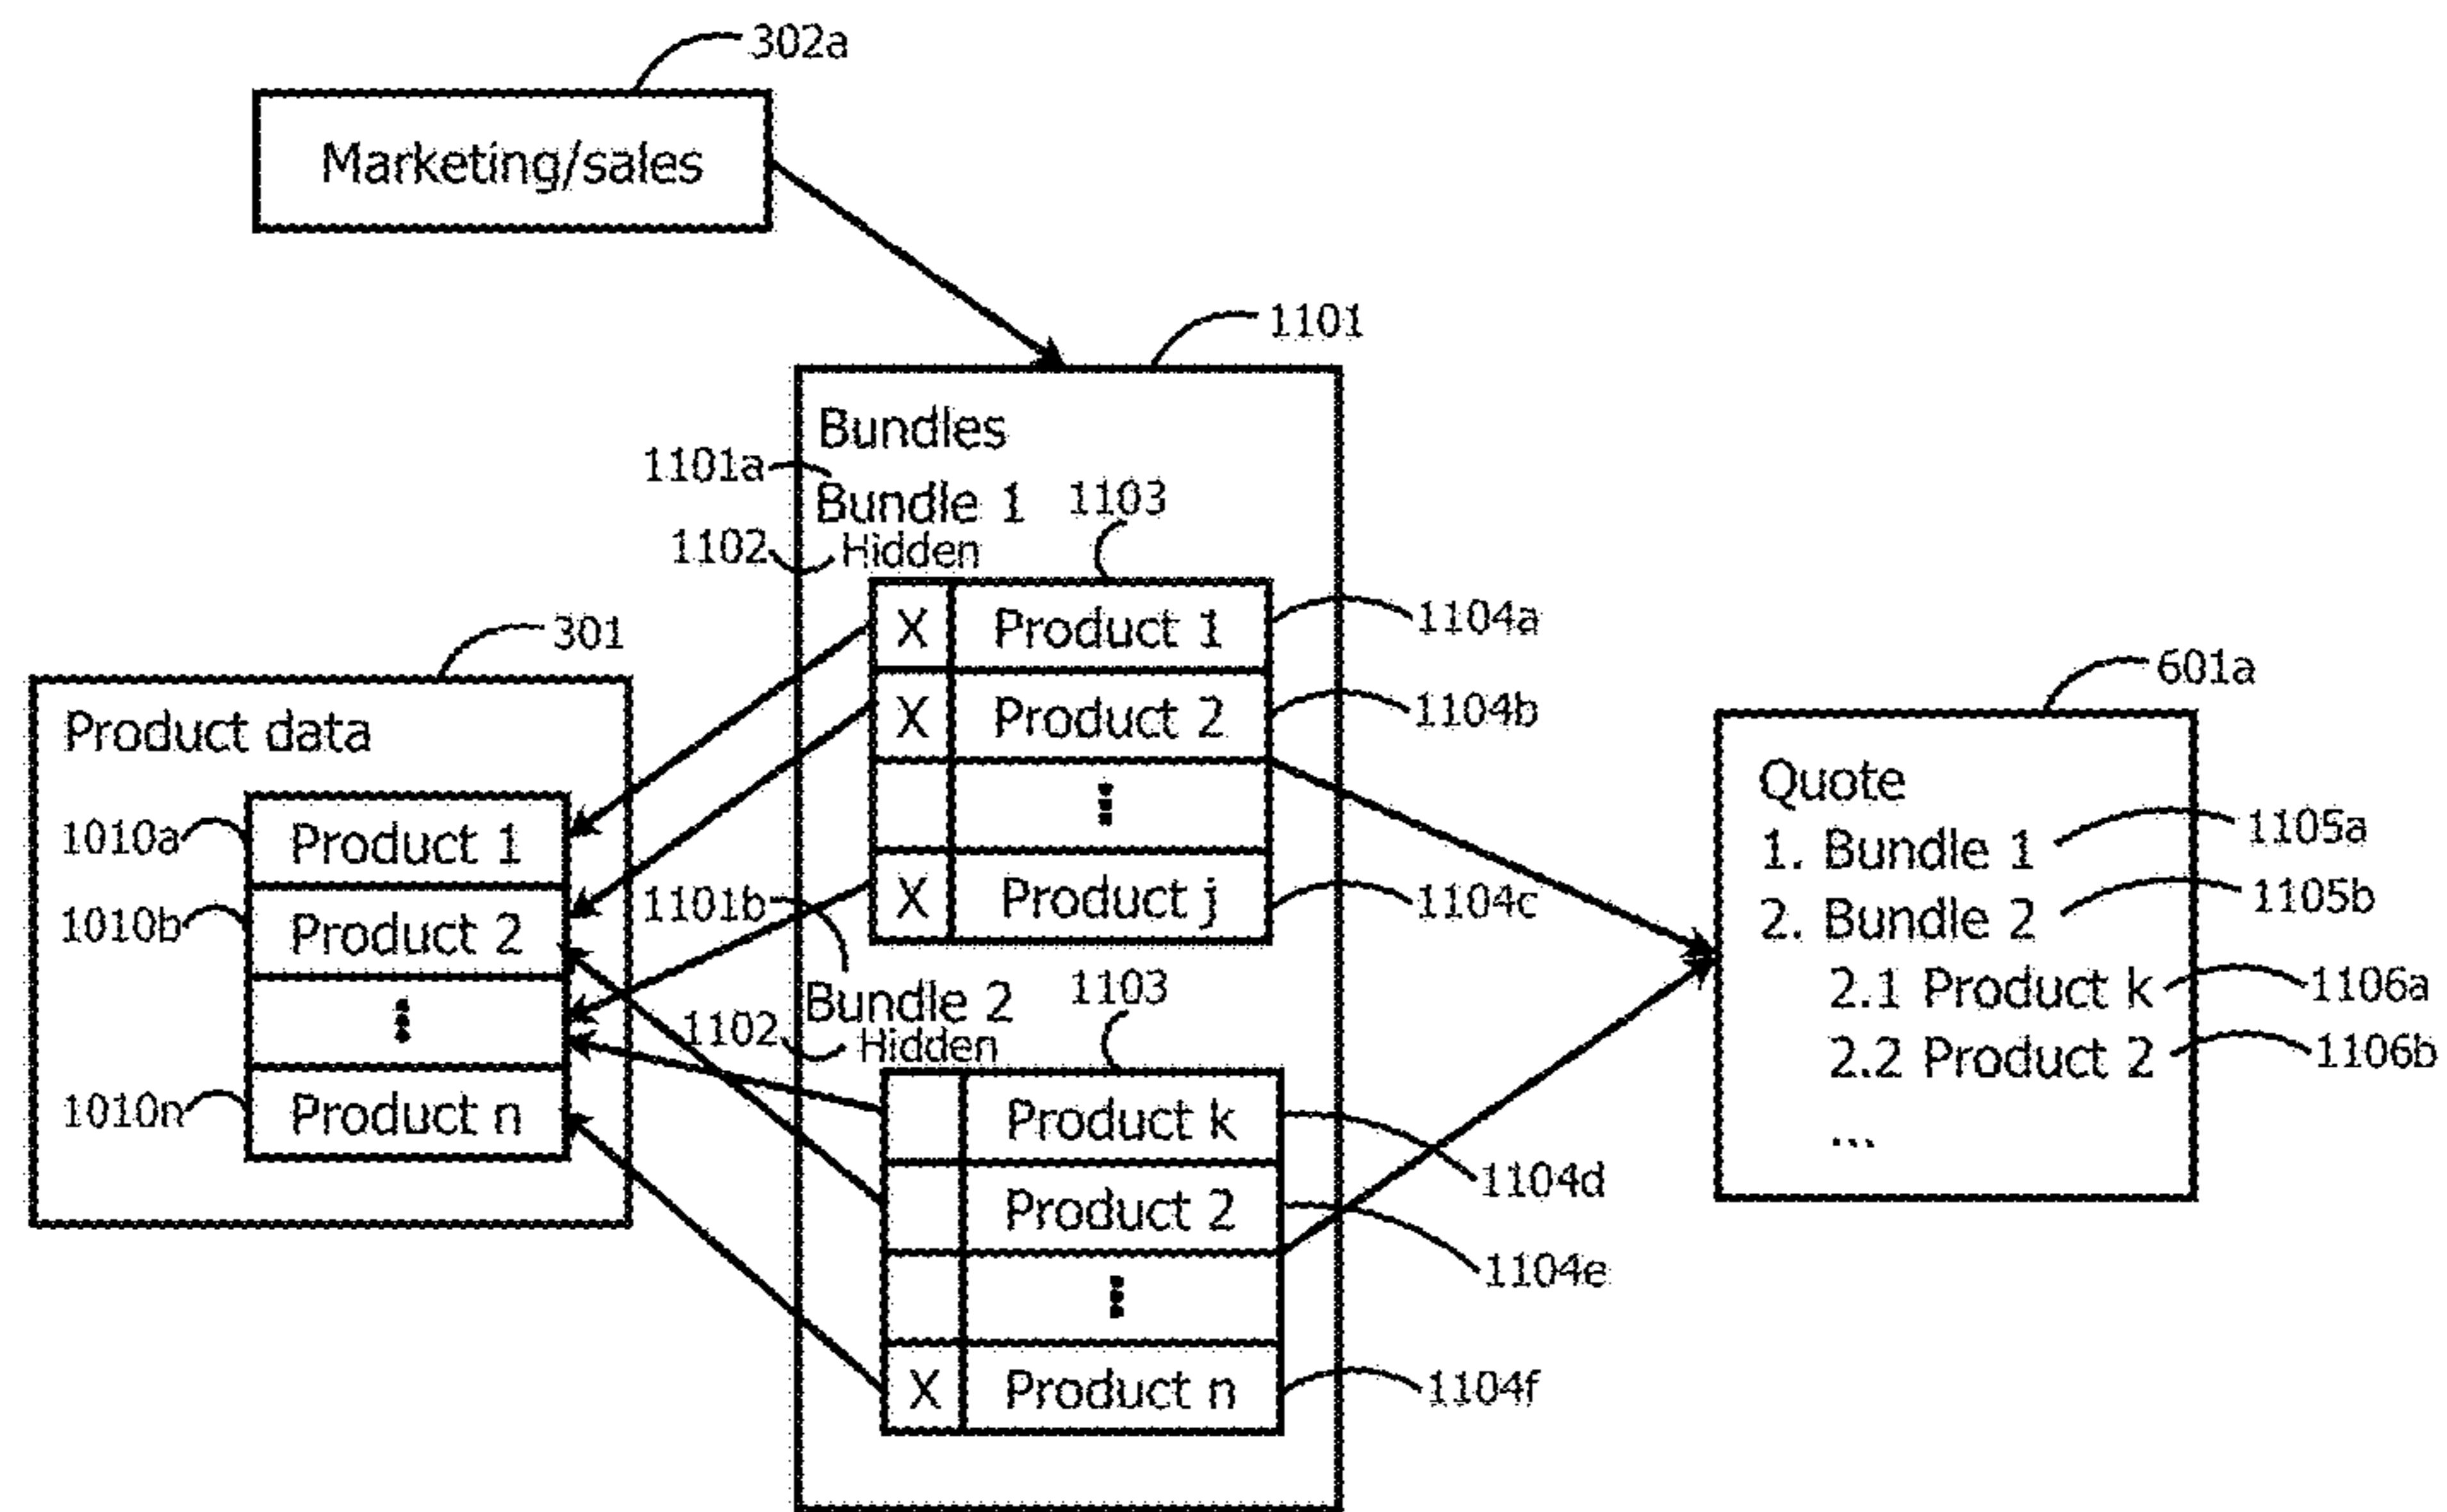 302a
Marketing/sales
1101
Bundles
1101a
Bundle 1
1103
1102
Hidden
X Product 1
1104a
X Product 2
1104b
X Product j
1104c
1101b
Bundle 2
1103
1102
Hidden
Product k
1104d
Product 2
1104e
X Product n
1104f
301
Product data
1010a
Product 1
1010b
Product 2
1010n
Product n
601a
Quote
1. Bundle 1
1105a
2. Bundle 2
1105b
2.1 Product k
1106a
2.2 Product 2
1106b
...